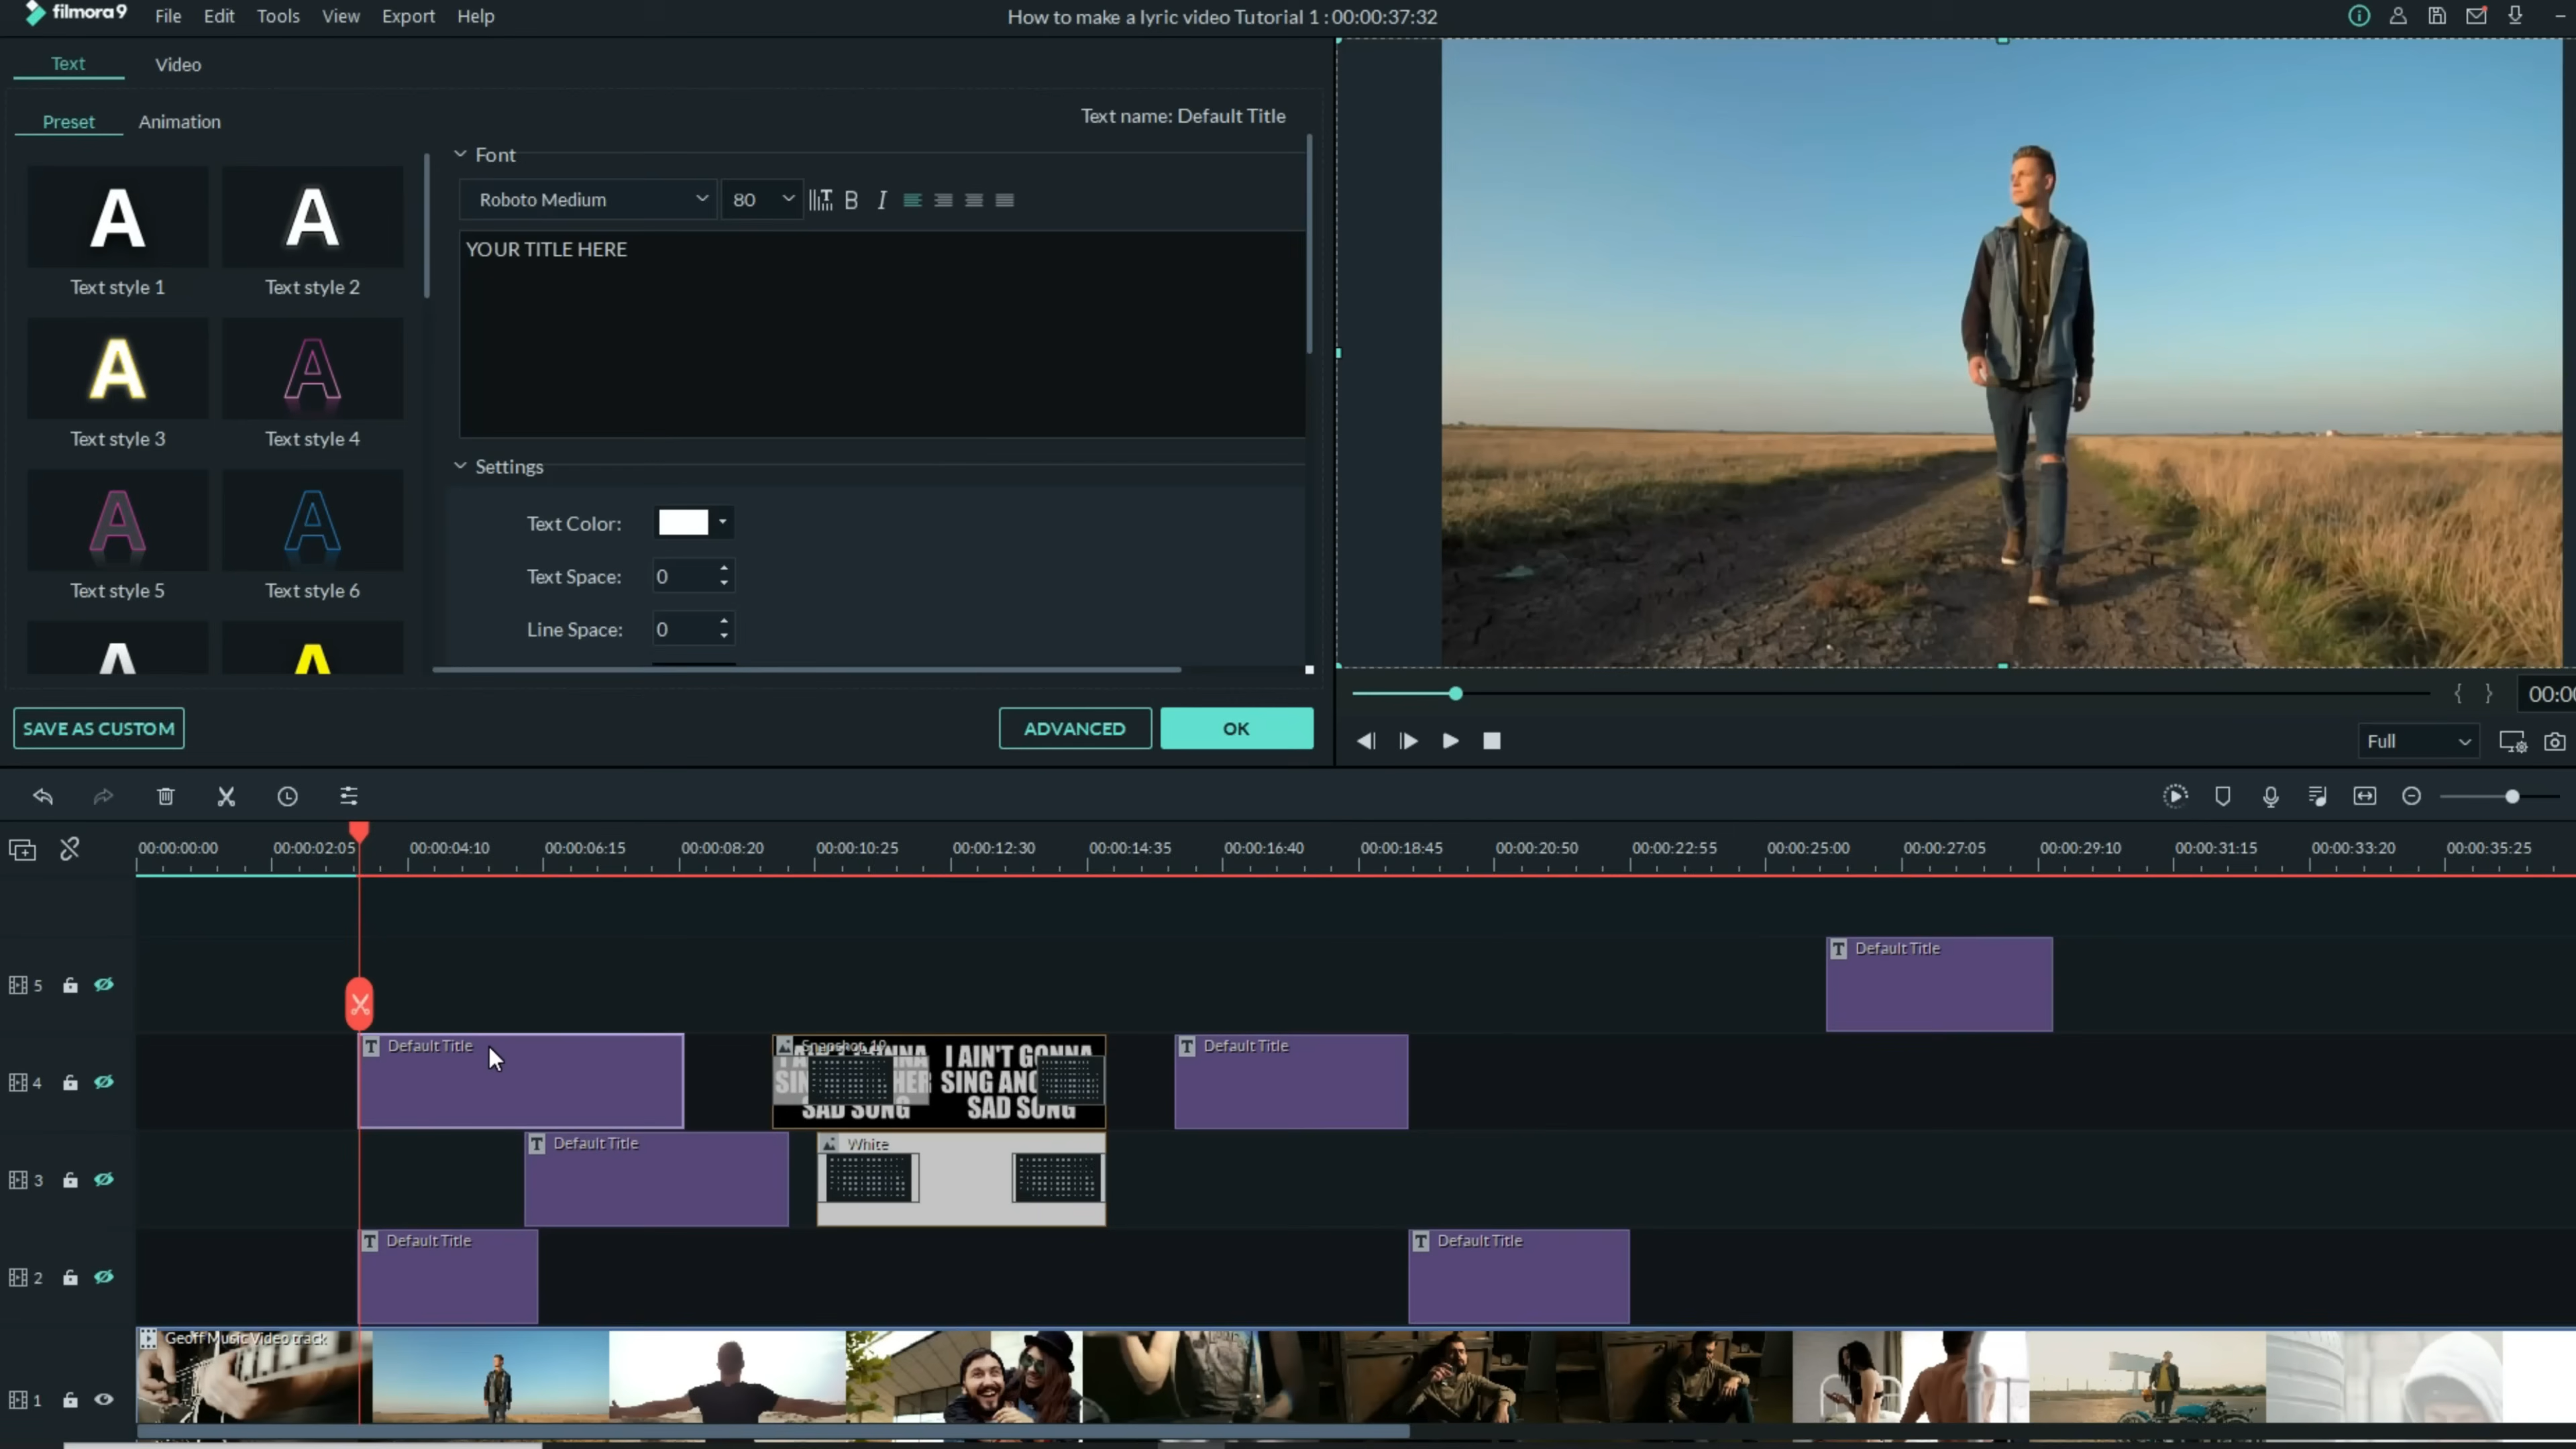 filmora9 File Edit Tools View Export Help How to make a lyric video Tutorial 1 : 00:00:37:32
Text Video
Preset Animation Text name: Default Title
Font
Roboto Medium 80 B I
YOUR TITLE HERE
Text style 1 Text style 2
Text style 3 Text style 4
Settings
Text Color:
Text Space: 0
Text style 5 Text style 6
Line Space: 0
SAVE AS CUSTOM ADVANCED OK
Full
00:00:00:00 00:00:02:05 00:00:04:10 00:00:06:15 00:00:08:20 00:00:10:25 00:00:12:30 00:00:14:35 00:00:16:40 00:00:18:45 00:00:20:50 00:00:22:55 00:00:25:00 00:00:27:05 00:00:29:10 00:00:31:15 00:00:33:20 00:00:35:25
T Default Title
5
T Default Title Snapshot T Default Title
I AIN'T GONNA
4
SAD SONG SAD SONG
T Default Title White
3
T Default Title T Default Title
2
Geoff Music Video track
1